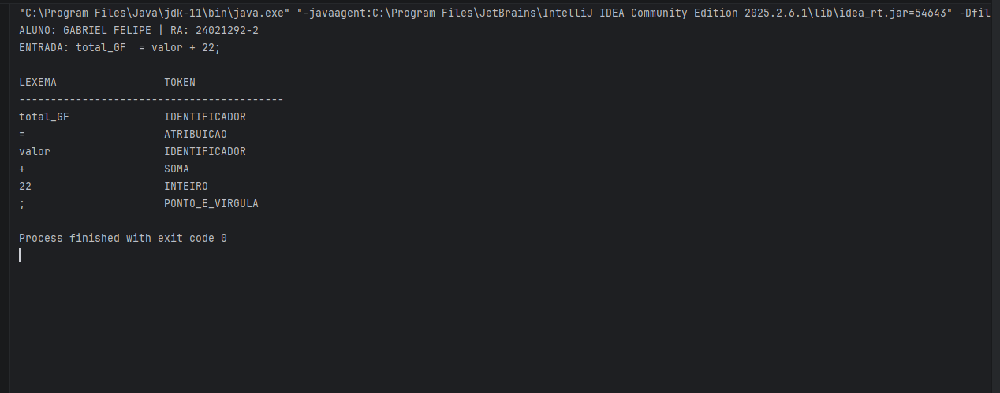 "C:\Program Files\Java\jdk-11\bin\java.exe" "-javaagent:C:\Program Files\JetBrains\IntelliJ IDEA Community Edition 2025.2.6.1\lib\idea_rt.jar=54643" -Dfil
ALUNO: GABRIEL FELIPE | RA: 24021292-2
ENTRADA: total_GF  = valor + 22;
LEXEMA                 TOKEN
------------------------------------------
total_GF               IDENTIFICADOR
=                      ATRIBUICAO
valor                  IDENTIFICADOR
+                      SOMA
22                     INTEIRO
;                      PONTO_E_VIRGULA
Process finished with exit code 0